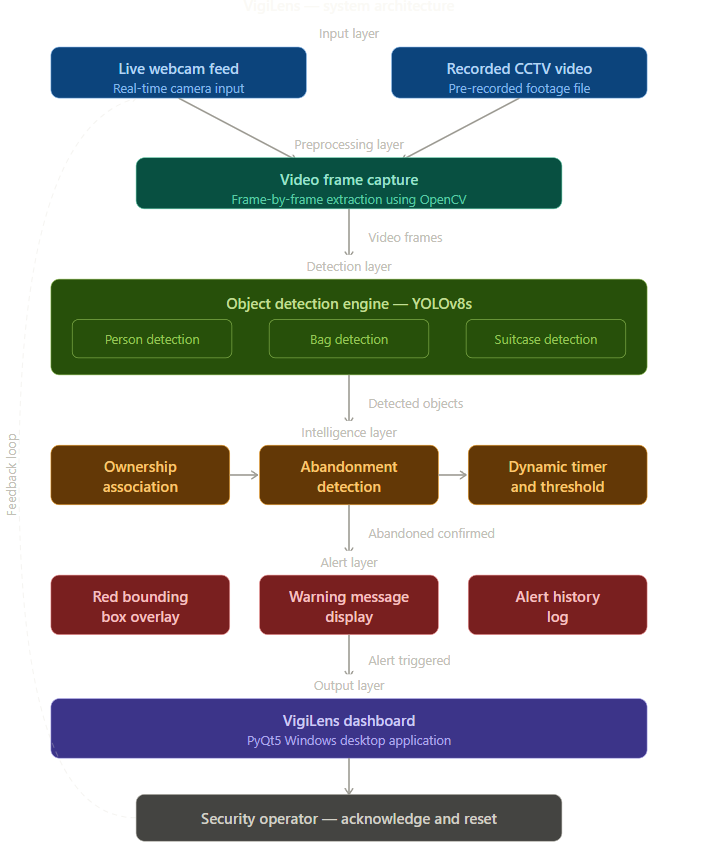 VigiLens — system architecture
Input layer
Live webcam feed
Real-time camera input
Recorded CCTV video
Pre-recorded footage file
Preprocessing layer
Video frame capture
Frame-by-frame extraction using OpenCV
Video frames
Detection layer
Object detection engine — YOLOv8s
Person detection
Bag detection
Suitcase detection
Detected objects
Intelligence layer
Ownership
association
Abandonment
detection
Dynamic timer
and threshold
Feedback loop
Abandoned confirmed
Alert layer
Red bounding
box overlay
Warning message
display
Alert history
log
Alert triggered
Output layer
VigiLens dashboard
PyQt5 Windows desktop application
Security operator — acknowledge and reset